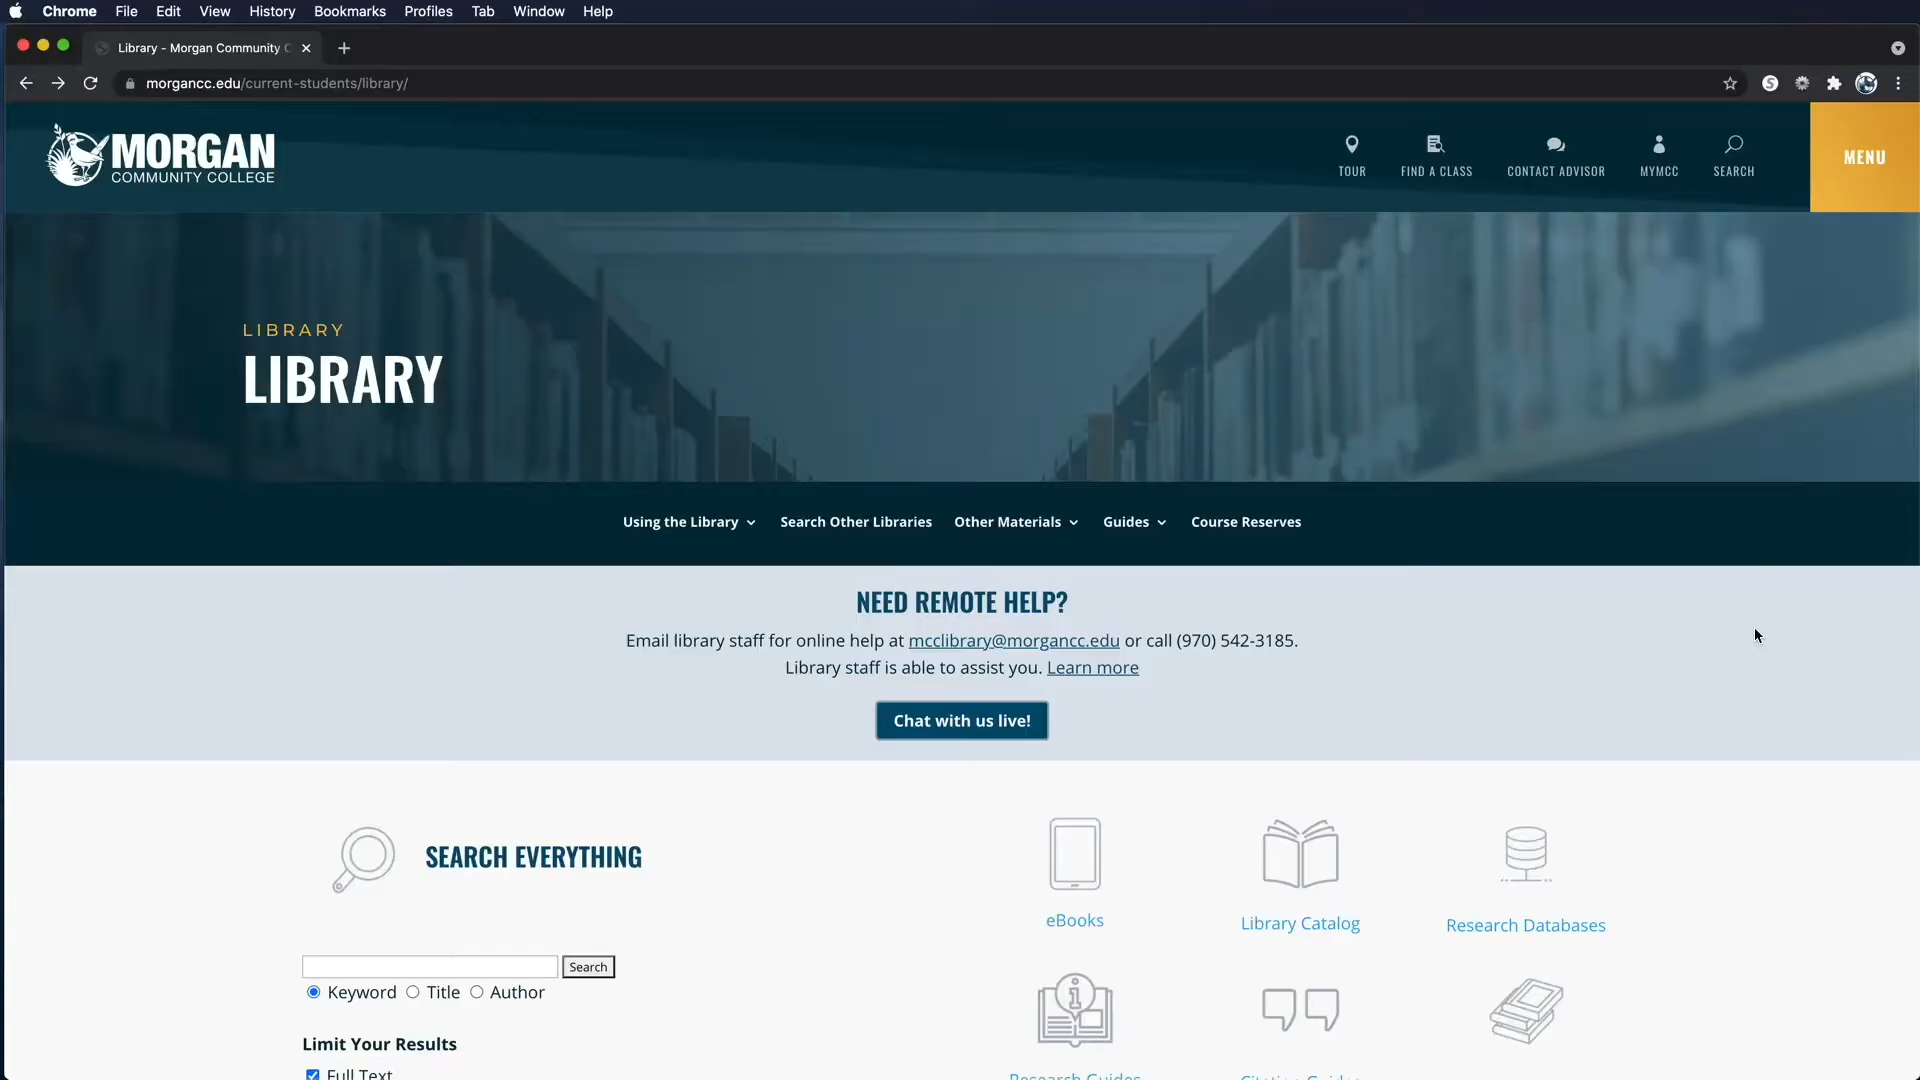 Chrome File Edit View History Bookmarks Profiles Tab Window Help
Library - Morgan Community C
morgancc.edu/current-students/library/
MORGAN
COMMUNITY COLLEGE
TOUR FIND A CLASS CONTACT ADVISOR MYMCC SEARCH
MENU
LIBRARY
LIBRARY
Using the Library Search Other Libraries Other Materials Guides Course Reserves
NEED REMOTE HELP?
Email library staff for online help at mcclibrary@morgancc.edu or call (970) 542-3185.
Library staff is able to assist you. Learn more
Chat with us live!
SEARCH EVERYTHING
eBooks
Library Catalog
Research Databases
Search
Keyword Title Author
Limit Your Results
Full Text
Research Guides
Citation Guides